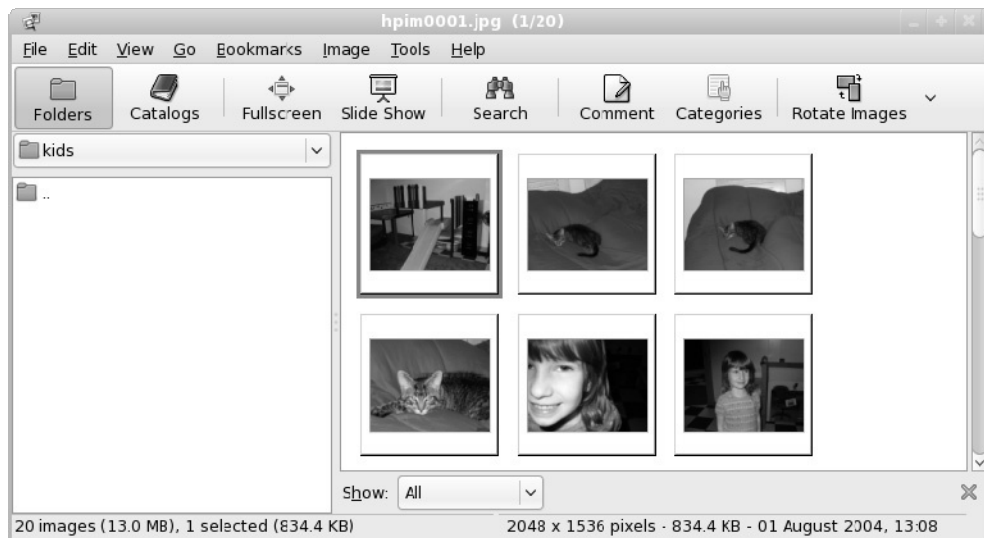 hpim0001.jpg (1/20)
File Edit View Go Bookmarks Image Tools Help
Folders Catalogs Fullscreen Slide Show Search Comment Categories Rotate Images
kids
..
Show: All
20 images (13.0 MB), 1 selected (834.4 KB) 2048 x 1536 pixels - 834.4 KB - 01 August 2004, 13:08